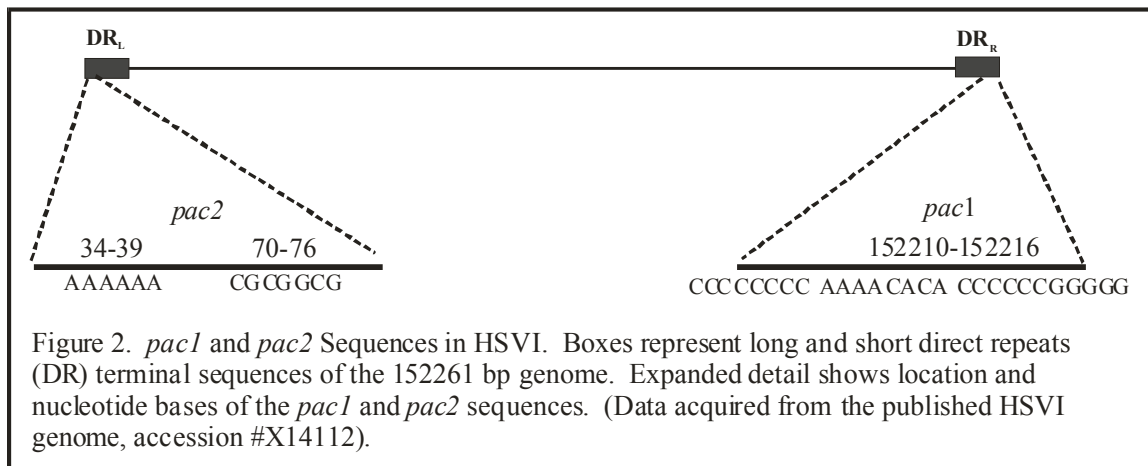 DRL DRR
pac2 pac1
34-39 70-76 152210-152216
AAAAAA CGCGGCG CCCCCCCC AAAACACA CCCCCCGGGGG
Figure 2. pac1 and pac2 Sequences in HSVI. Boxes represent long and short direct repeats
(DR) terminal sequences of the 152261 bp genome. Expanded detail shows location and
nucleotide bases of the pac1 and pac2 sequences. (Data acquired from the published HSVI
genome, accession #X14112).